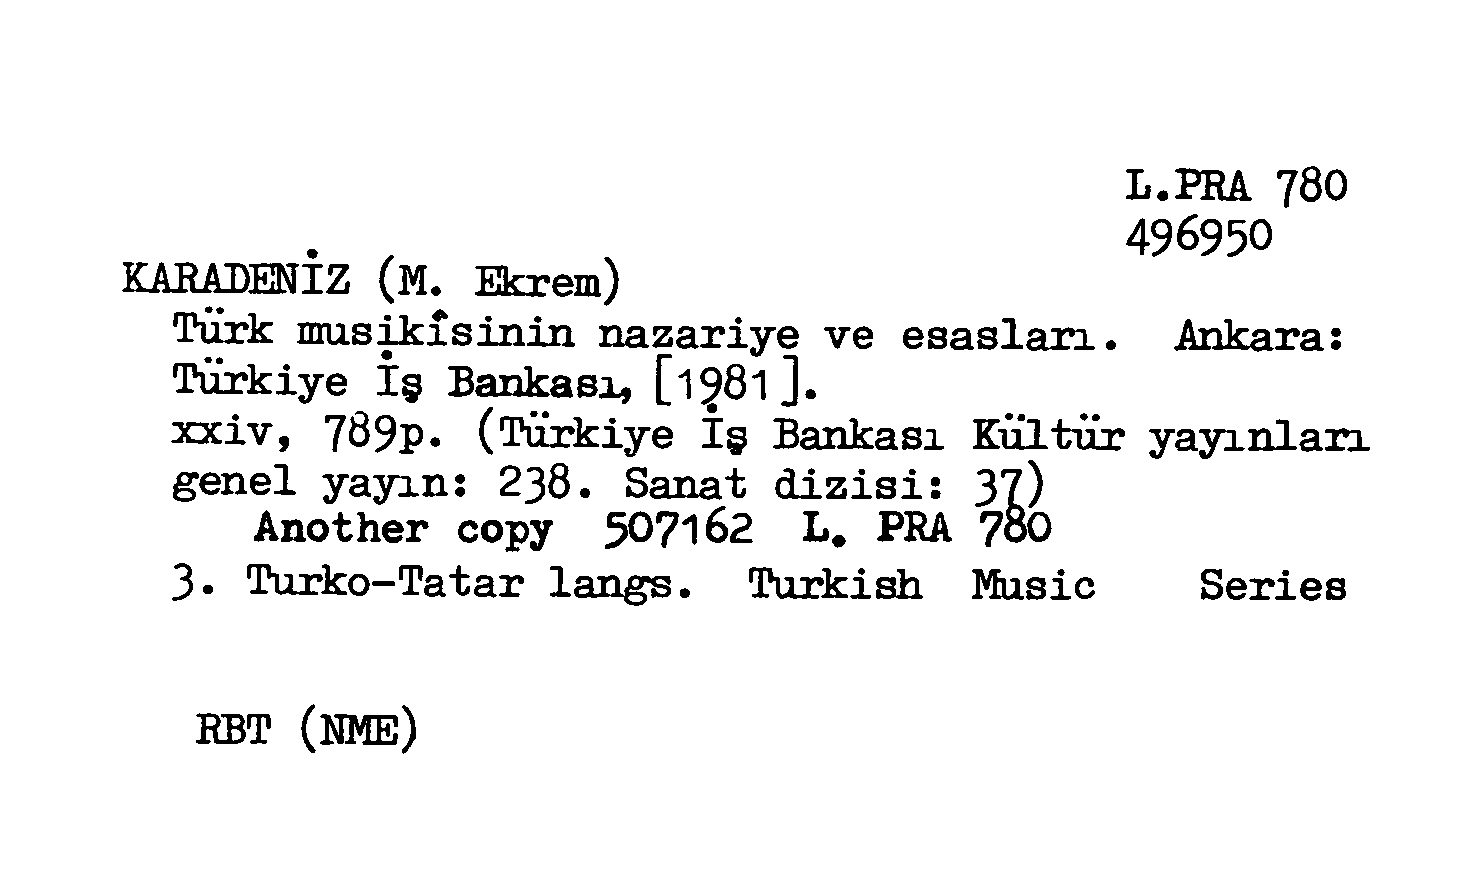 L.PRA 780
496950
KARADENİZ (M. Ekrem)
Türk musikîsinin nazariye ve esasları. Ankara:
Türkiye İş Bankası, [1981].
xxiv, 789p. (Türkiye İş Bankası Kültür yayınları
genel yayın: 238. Sanat dizisi: 37)
Another copy 507162 L. PRA 780
3. Turko-Tatar langs. Turkish Music Series
RBT (NME)